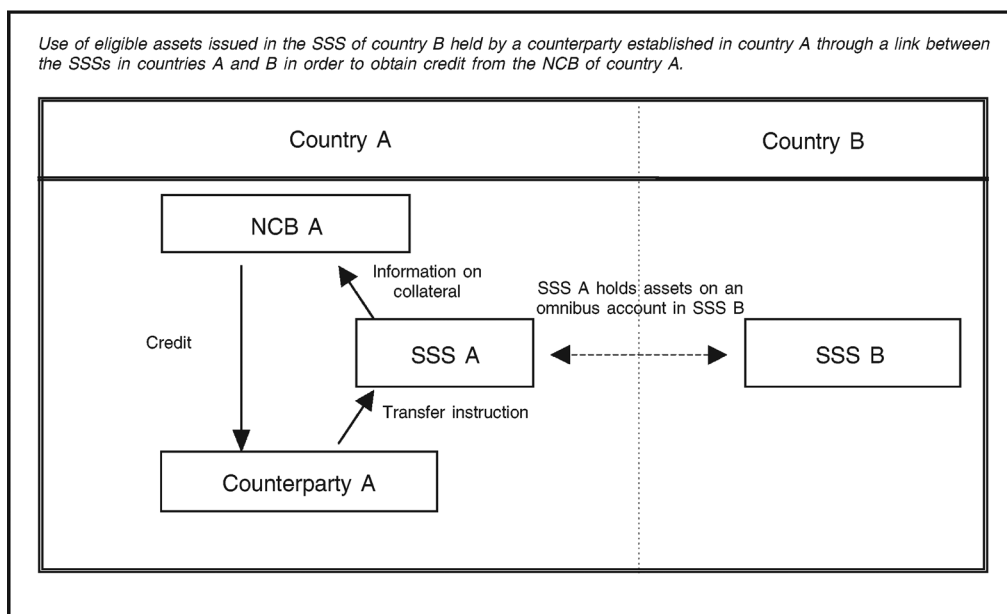 Use of eligible assets issued in the SSS of country B held by a counterparty established in country A through a link between
the SSSs in countries A and B in order to obtain credit from the NCB of country A.
Country A
Country B
NCB A
Information on
collateral
SSS A holds assets on an
omnibus account in SSS B
Credit
SSS A
SSS B
Transfer instruction
Counterparty A